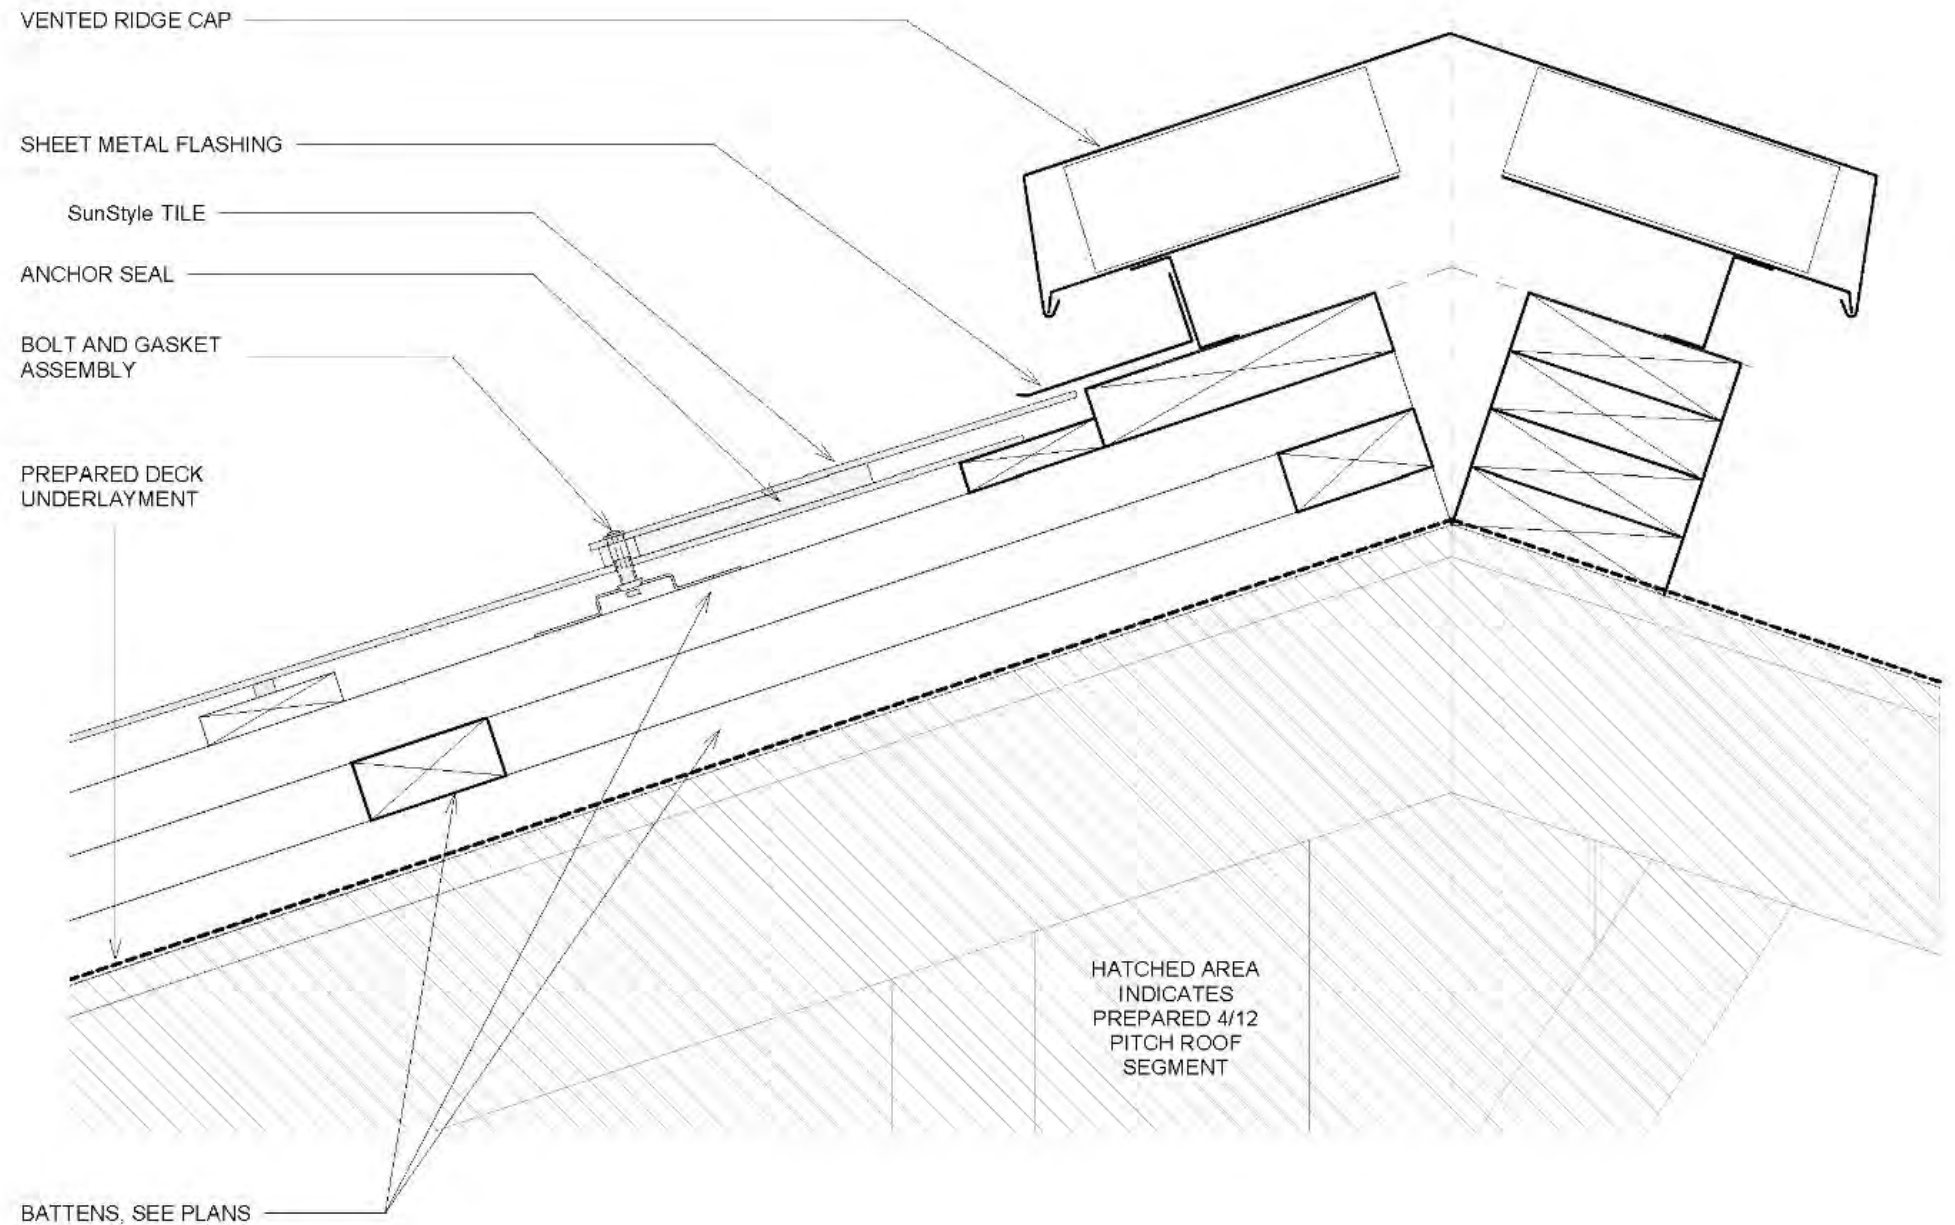 VENTED RIDGE CAP
SHEET METAL FLASHING
SunStyle TILE
ANCHOR SEAL
BOLT AND GASKET
ASSEMBLY
PREPARED DECK
UNDERLAYMENT
HATCHED AREA
INDICATES
PREPARED 4/12
PITCH ROOF
SEGMENT
BATTENS, SEE PLANS